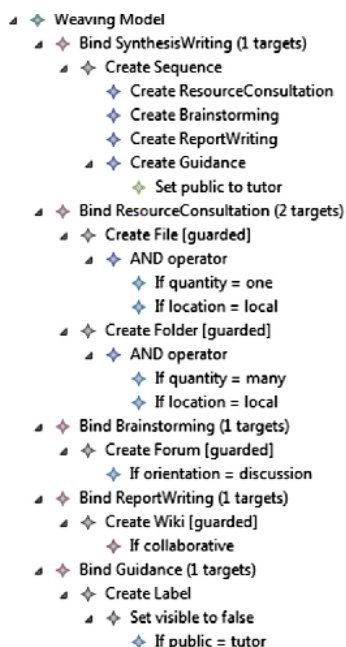 Weaving Model
Bind SynthesisWriting (1 targets)
Create Sequence
Create ResourceConsultation
Create Brainstorming
Create ReportWriting
Create Guidance
Set public to tutor
Bind ResourceConsultation (2 targets)
Create File [guarded]
AND operator
If quantity = one
If location = local
Create Folder [guarded]
AND operator
If quantity = many
If location = local
Bind Brainstorming (1 targets)
Create Forum [guarded]
If orientation = discussion
Bind ReportWriting (1 targets)
Create Wiki [guarded]
If collaborative
Bind Guidance (1 targets)
Create Label
Set visible to false
If public = tutor